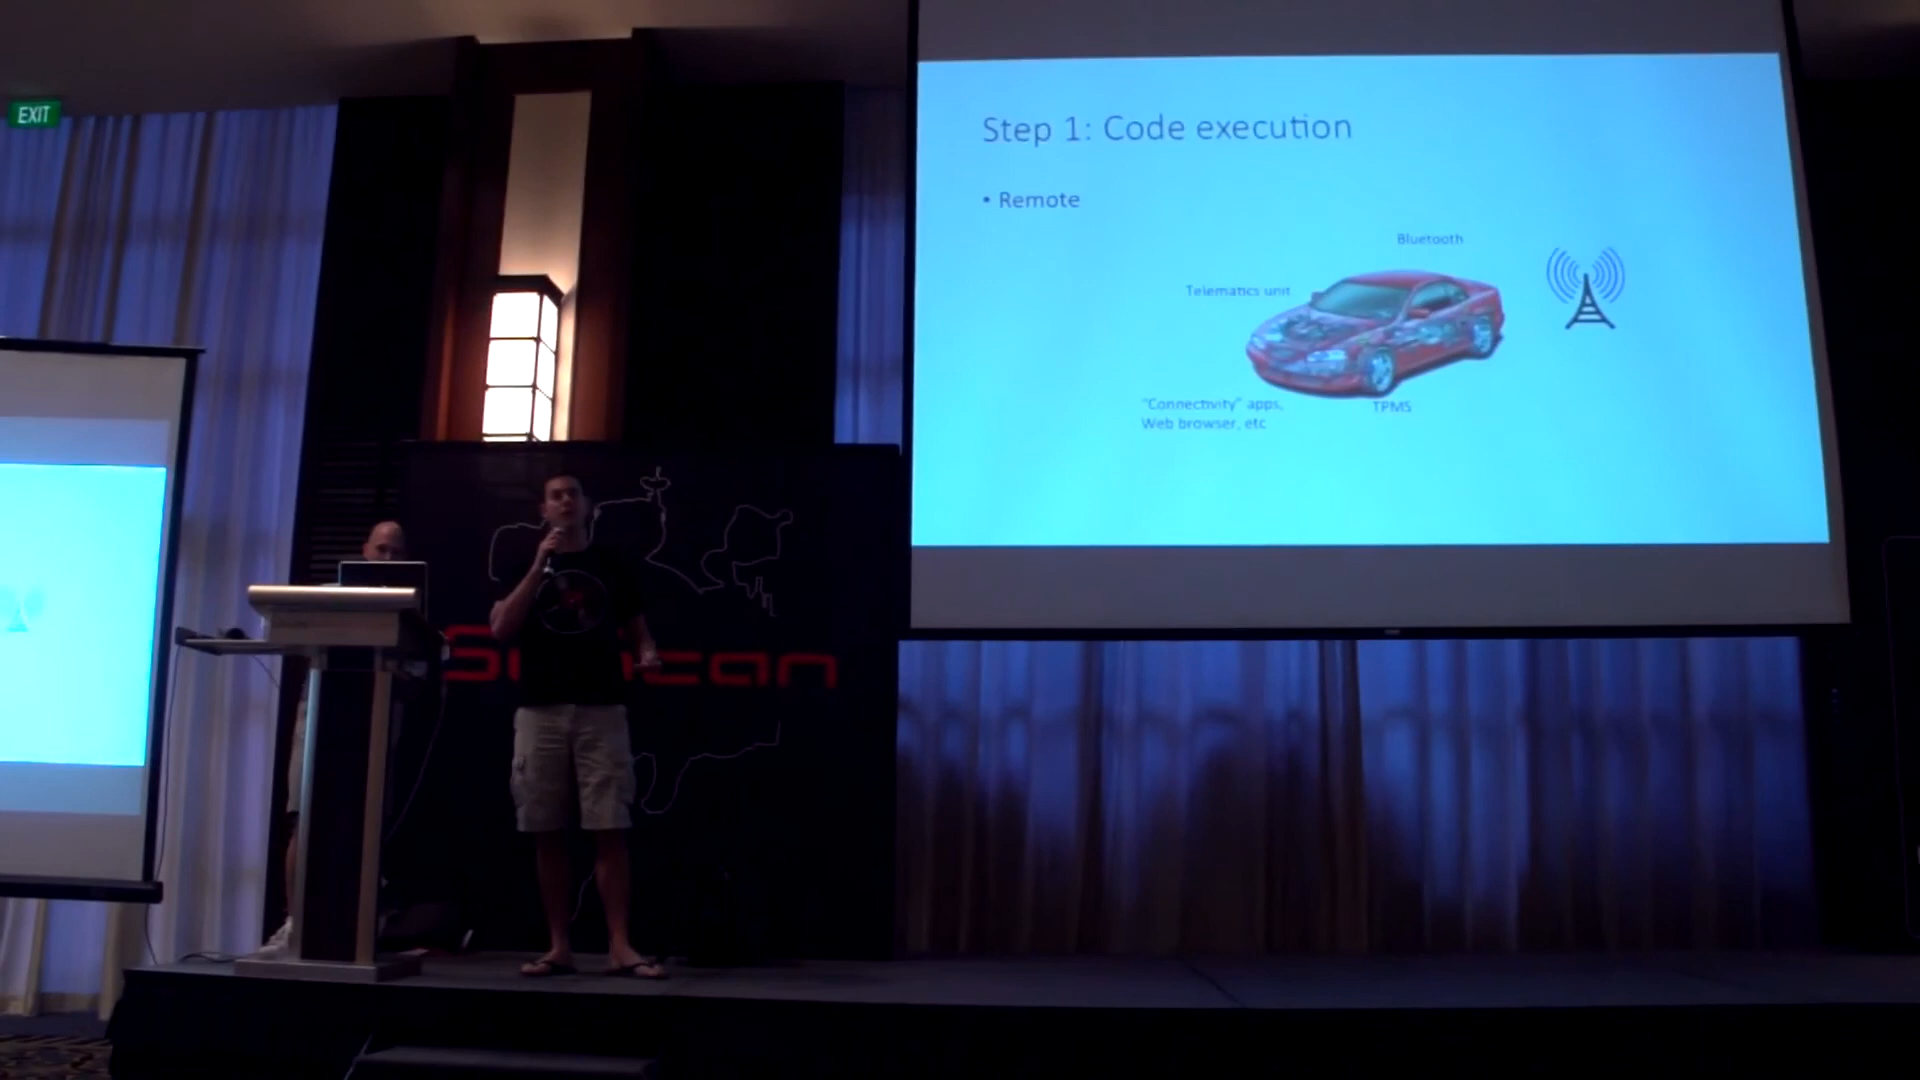 EXIT
Step 1: Code execution
• Remote
Bluetooth
Telematics unit
"Connectivity" apps,
Web browser, etc
TPMS